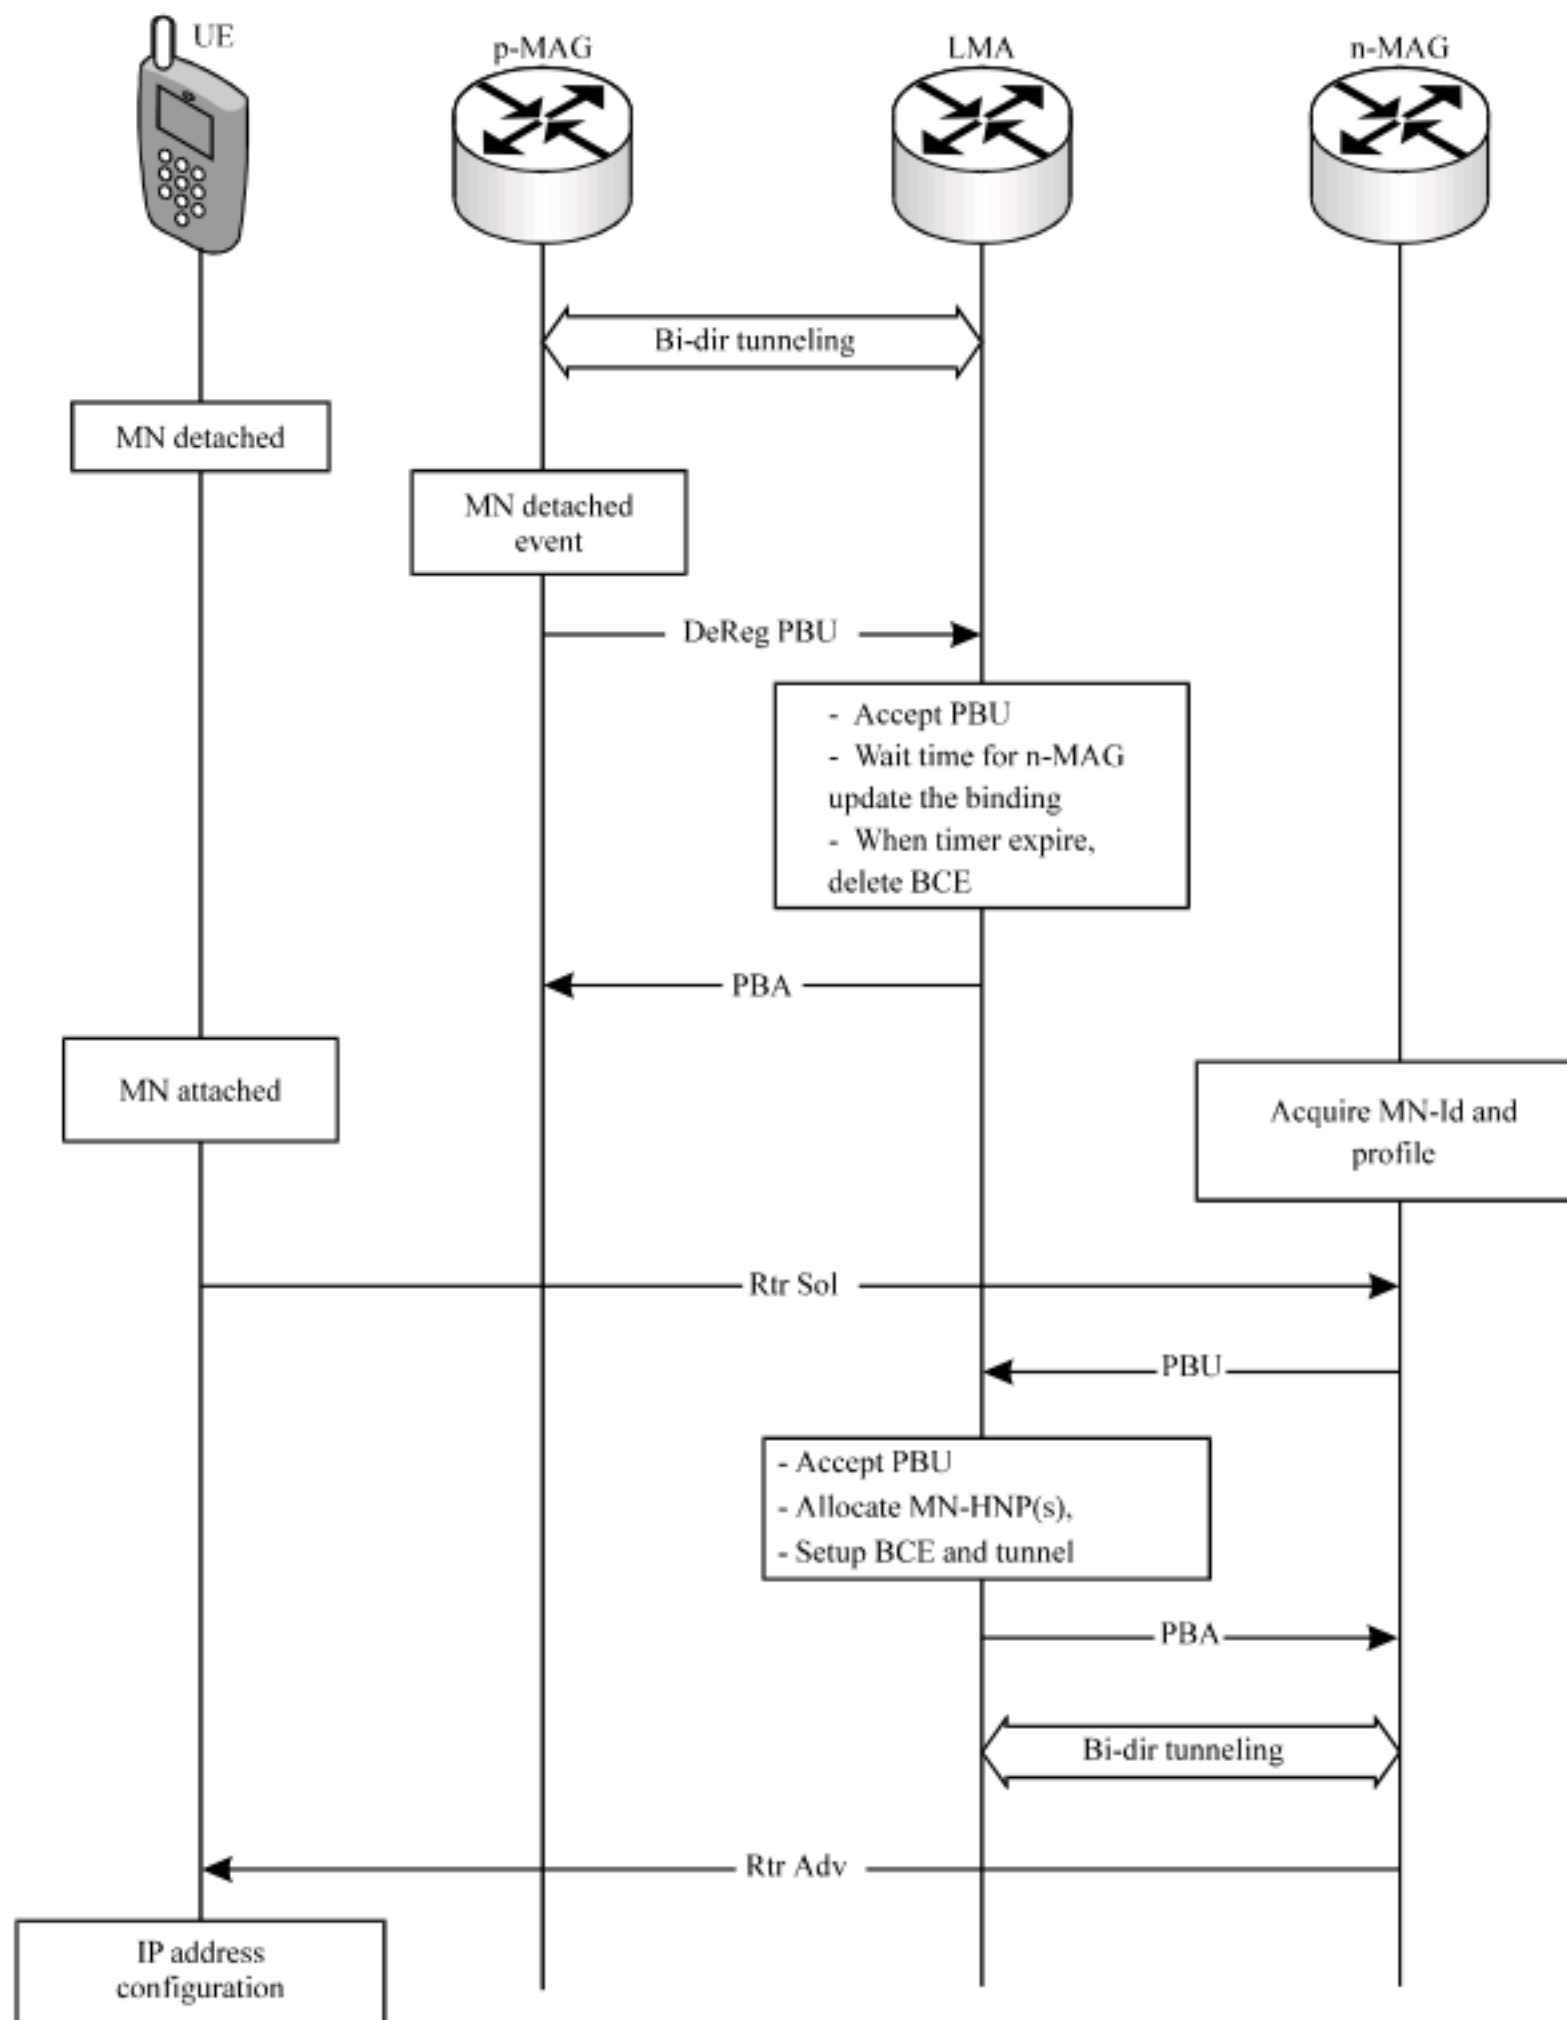 UE
p-MAG
LMA
n-MAG
Bi-dir tunneling
MN detached
MN detached
event
DeReg PBU
- Accept PBU
- Wait time for n-MAG
update the binding
- When timer expire,
delete BCE
PBA
MN attached
Acquire MN-Id and
profile
Rtr Sol
PBU
- Accept PBU
- Allocate MN-HNP(s),
- Setup BCE and tunnel
PBA
Bi-dir tunneling
Rtr Adv
IP address
configuration